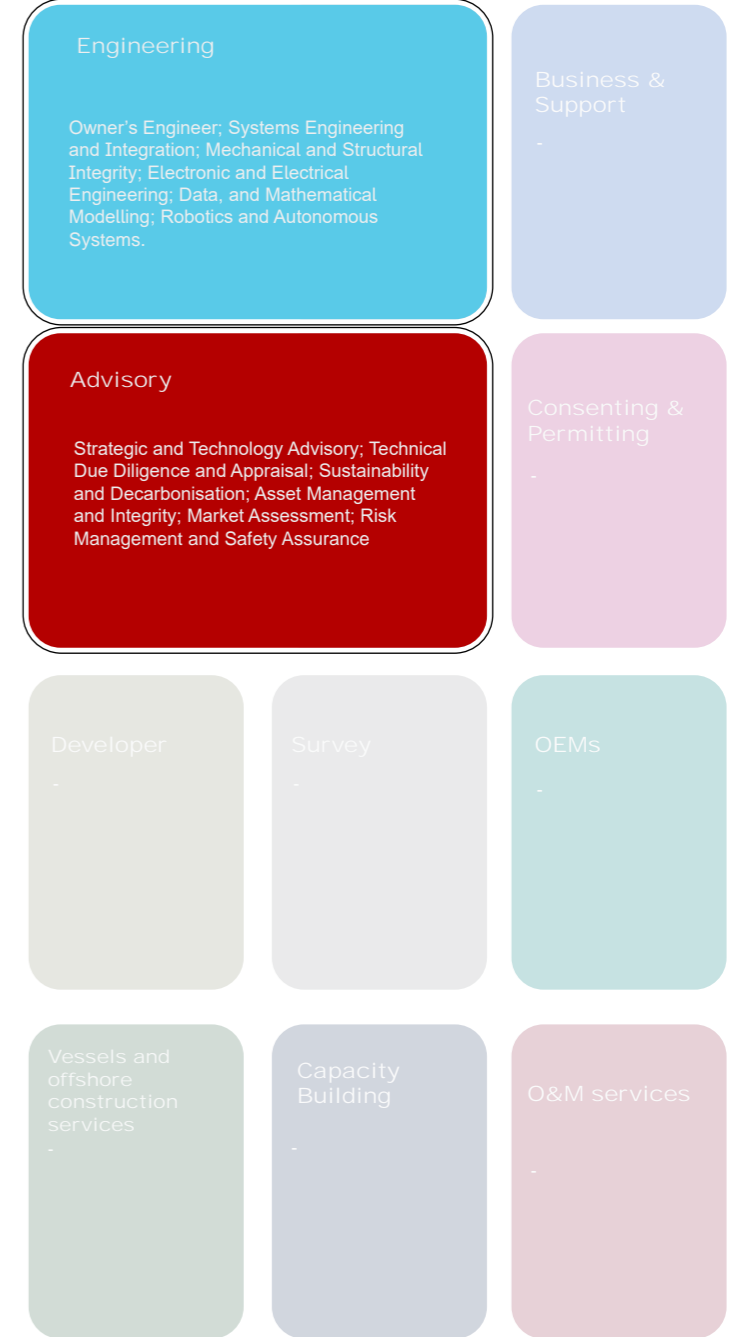 Engineering
Owner's Engineer; Systems Engineering
and Integration; Mechanical and Structural
Integrity; Electronic and Electrical
Engineering; Data, and Mathematical
Modelling; Robotics and Autonomous
Systems.
Business &
Support
-
Advisory
Strategic and Technology Advisory; Technical
Due Diligence and Appraisal; Sustainability
and Decarbonisation; Asset Management
and Integrity; Market Assessment; Risk
Management and Safety Assurance
Consenting &
Permitting
-
Developer
-
Survey
-
OEMs
-
Vessels and
offshore
construction
services
-
Capacity
Building
-
O&M services
-